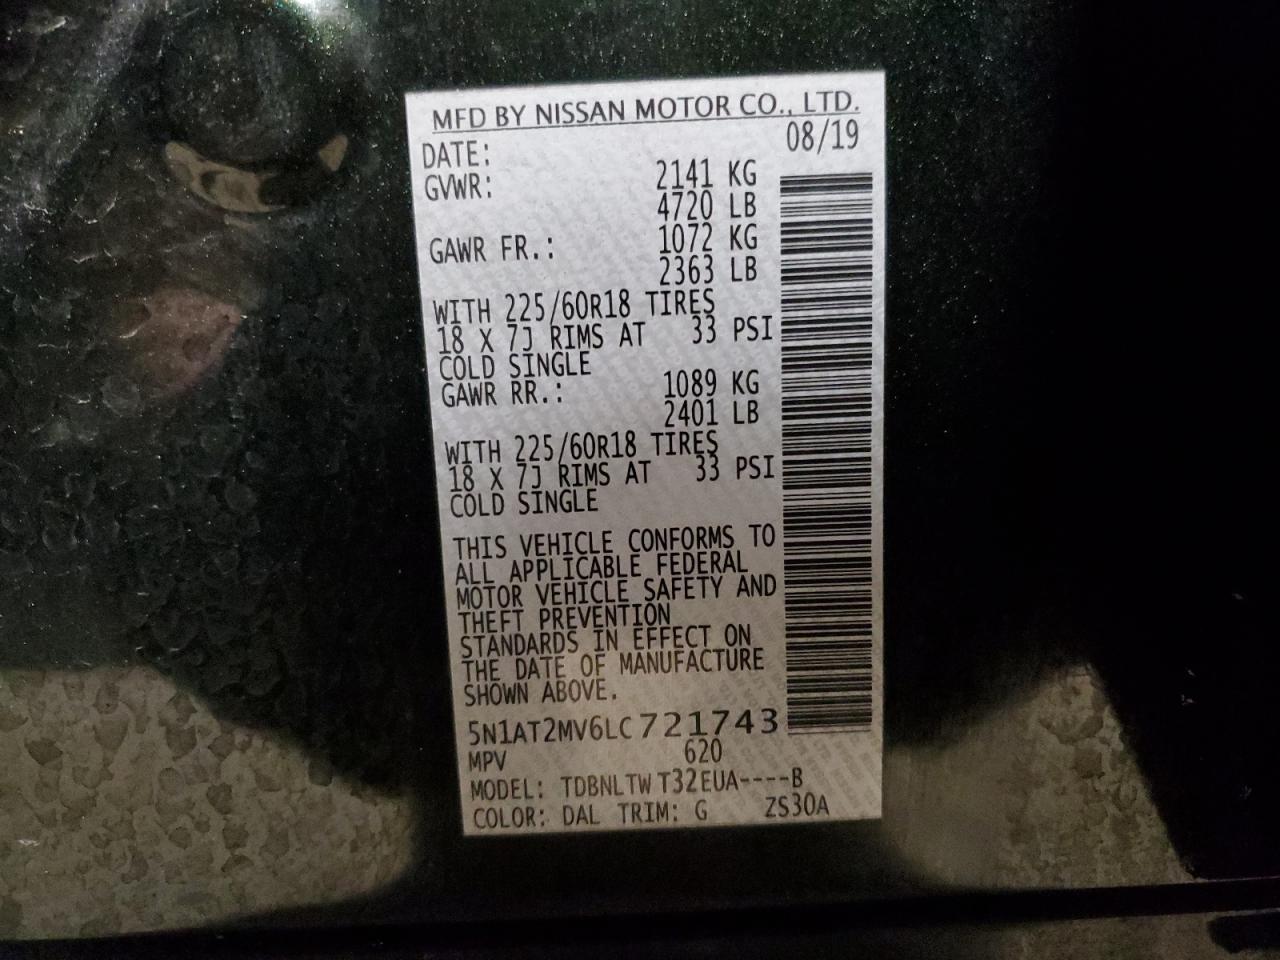 MFD BY NISSAN MOTOR CO., LTD.
DATE: 08/19
GVWR: 2141 KG
4720 LB
GAWR FR.: 1072 KG
2363 LB
WITH 225/60R18 TIRES
18 X 7J RIMS AT 33 PSI
COLD SINGLE
GAWR RR.: 1089 KG
2401 LB
WITH 225/60R18 TIRES
18 X 7J RIMS AT 33 PSI
COLD SINGLE
THIS VEHICLE CONFORMS TO
ALL APPLICABLE FEDERAL
MOTOR VEHICLE SAFETY AND
THEFT PREVENTION
STANDARDS IN EFFECT ON
THE DATE OF MANUFACTURE
SHOWN ABOVE.
5N1AT2MV6LC721743
MPV 620
MODEL: TDBNLTW T32EUA----B
COLOR: DAL TRIM: G ZS30A